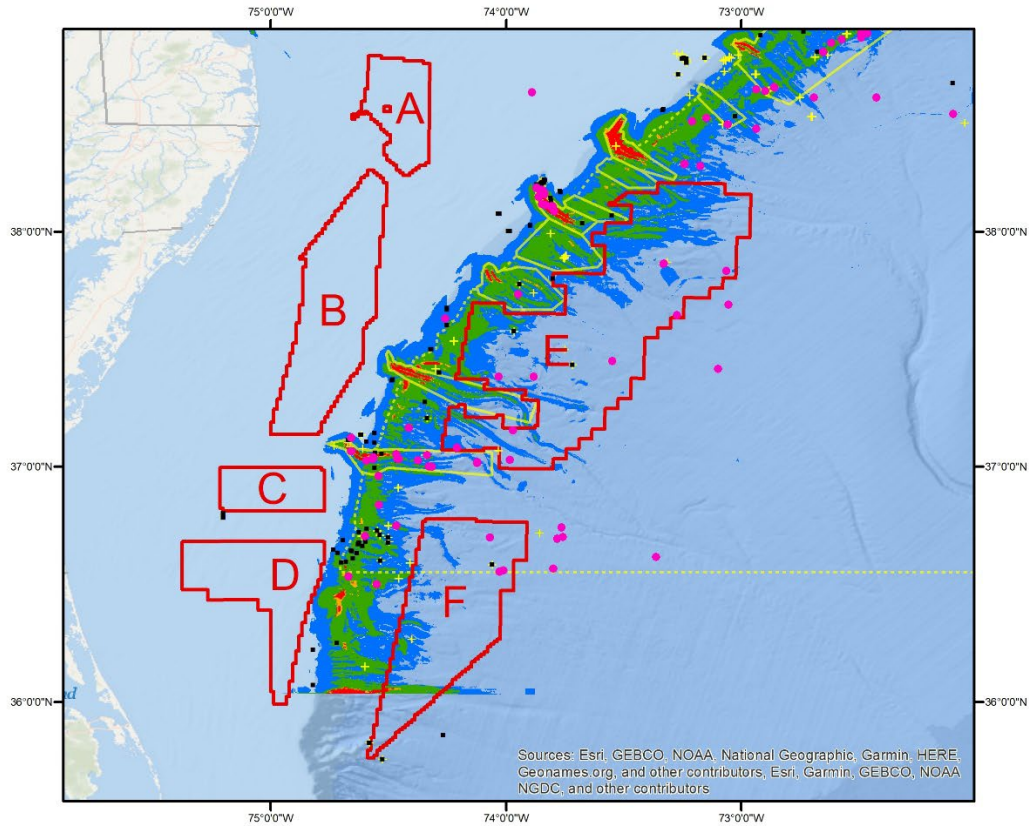 75°0'0"W 74°0'0"W 73°0'0"W
A
38°0'0"N 38°0'0"N
B
E
37°0'0"N 37°0'0"N
C
D
F
36°0'0"N 36°0'0"N
nd
Sources: Esri, GEBCO, NOAA, National Geographic, Garmin, HERE,
Geonames.org, and other contributors, Esri, Garmin, GEBCO, NOAA
NGDC, and other contributors
75°0'0"W 74°0'0"W 73°0'0"W